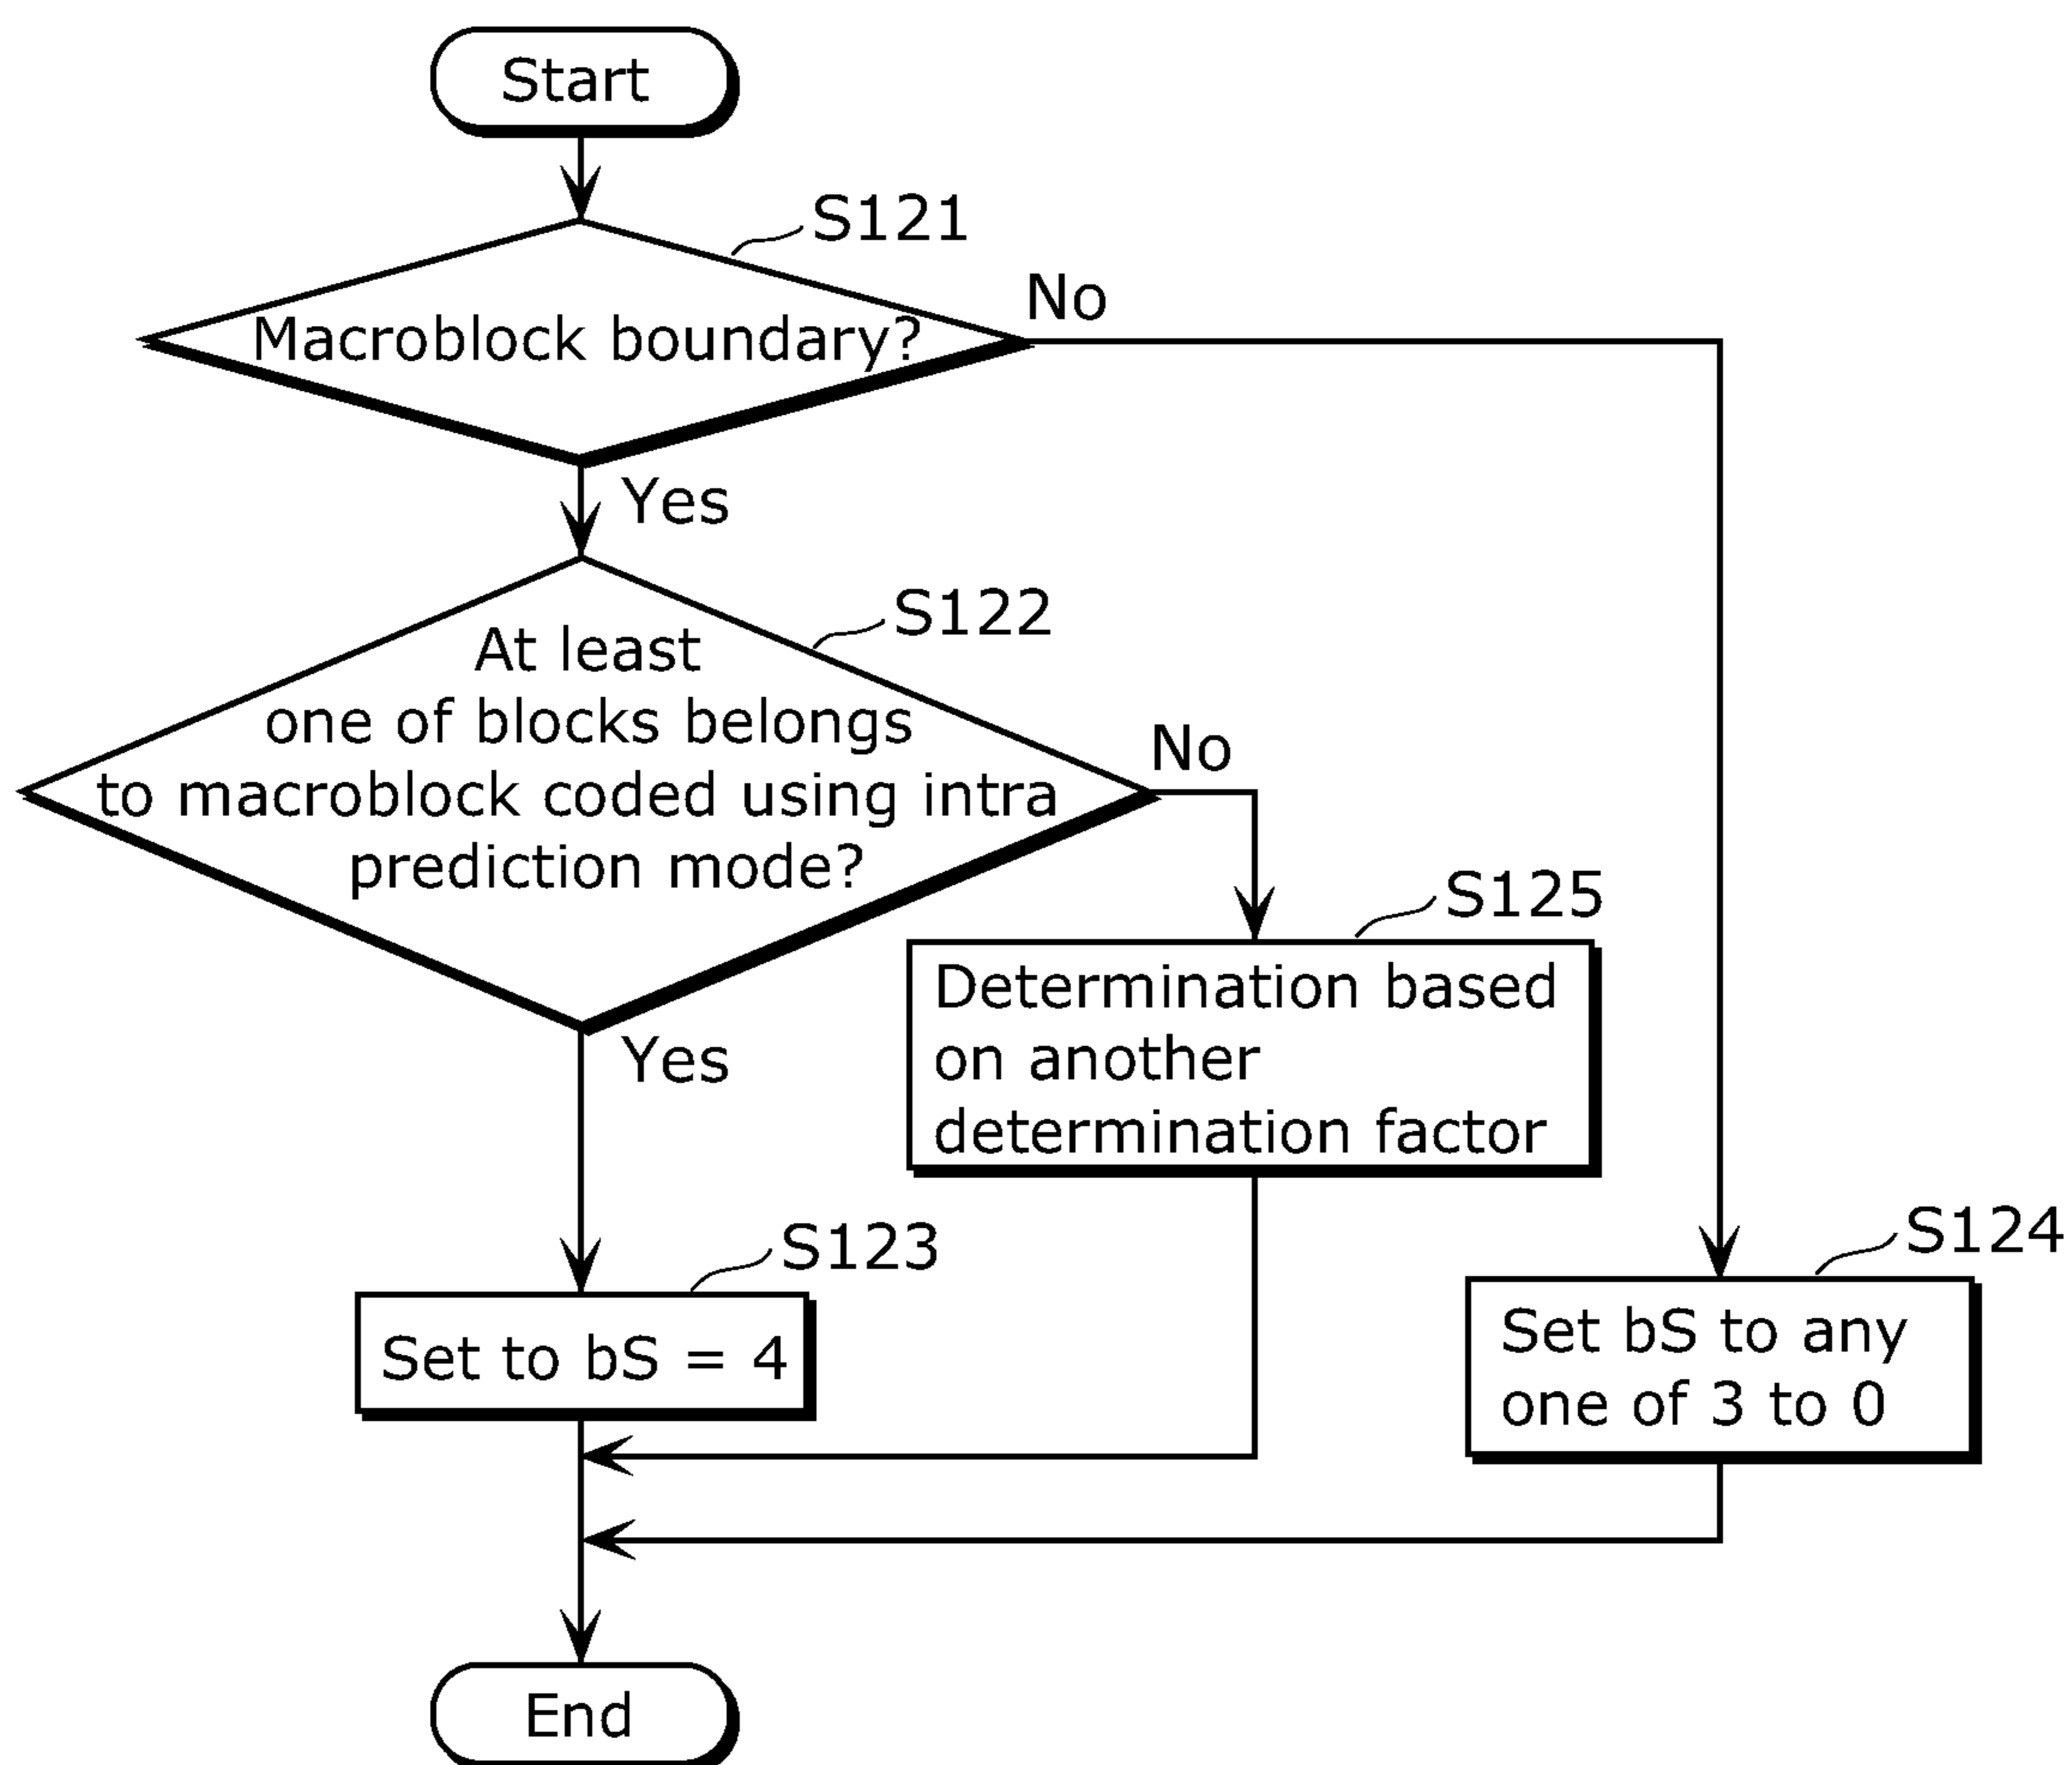 Start
S121
Macroblock boundary?
No
Yes
S122
At least
one of blocks belongs
to macroblock coded using intra
prediction mode?
No
Yes
S125
Determination based
on another
determination factor
S123
Set to bS = 4
S124
Set bS to any
one of 3 to 0
End